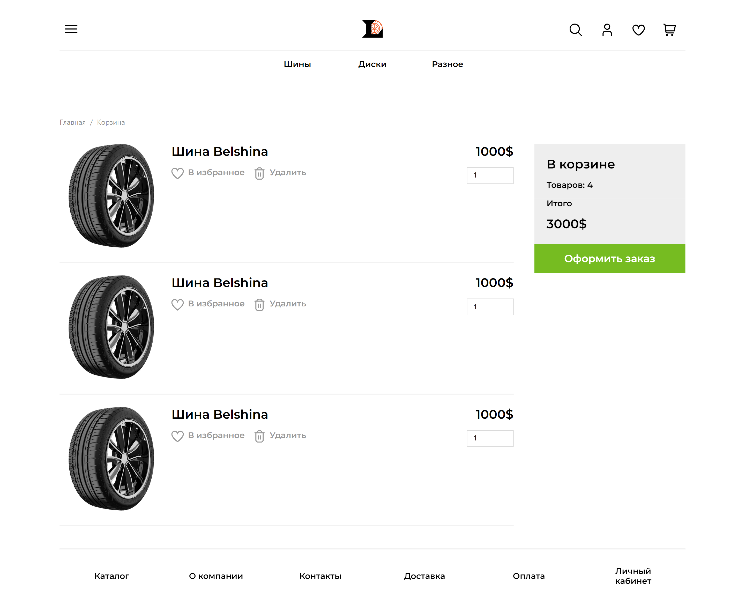 Шины Диски Разное
Главная / Корзина
Шина Belshina 1000$
В избранное Удалить 1
Шина Belshina 1000$
В избранное Удалить 1
Шина Belshina 1000$
В избранное Удалить 1
В корзине
Товаров: 4
Итого
3000$
Оформить заказ
Каталог О компании Контакты Доставка Оплата Личный
кабинет